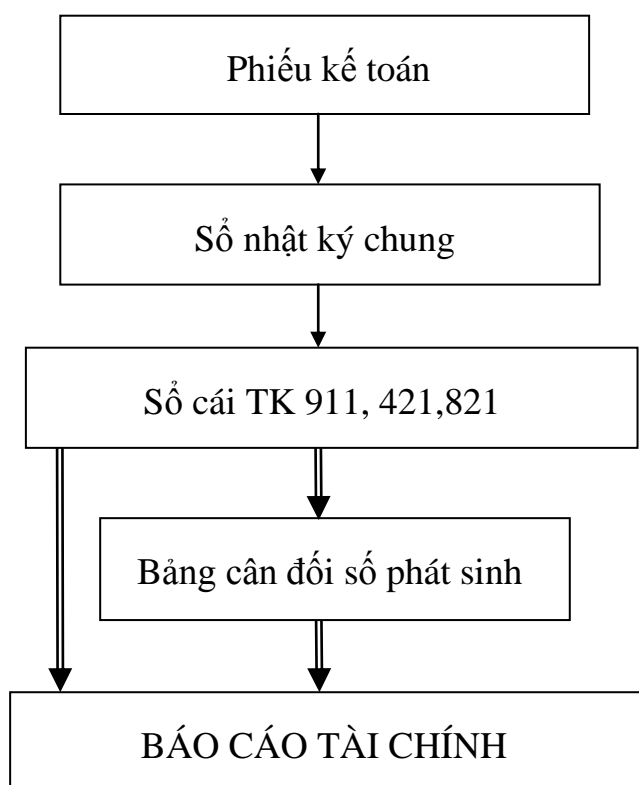 Phiếu kế toán
Sổ nhật ký chung
Sổ cái TK 911, 421,821
Bảng cân đối số phát sinh
BÁO CÁO TÀI CHÍNH